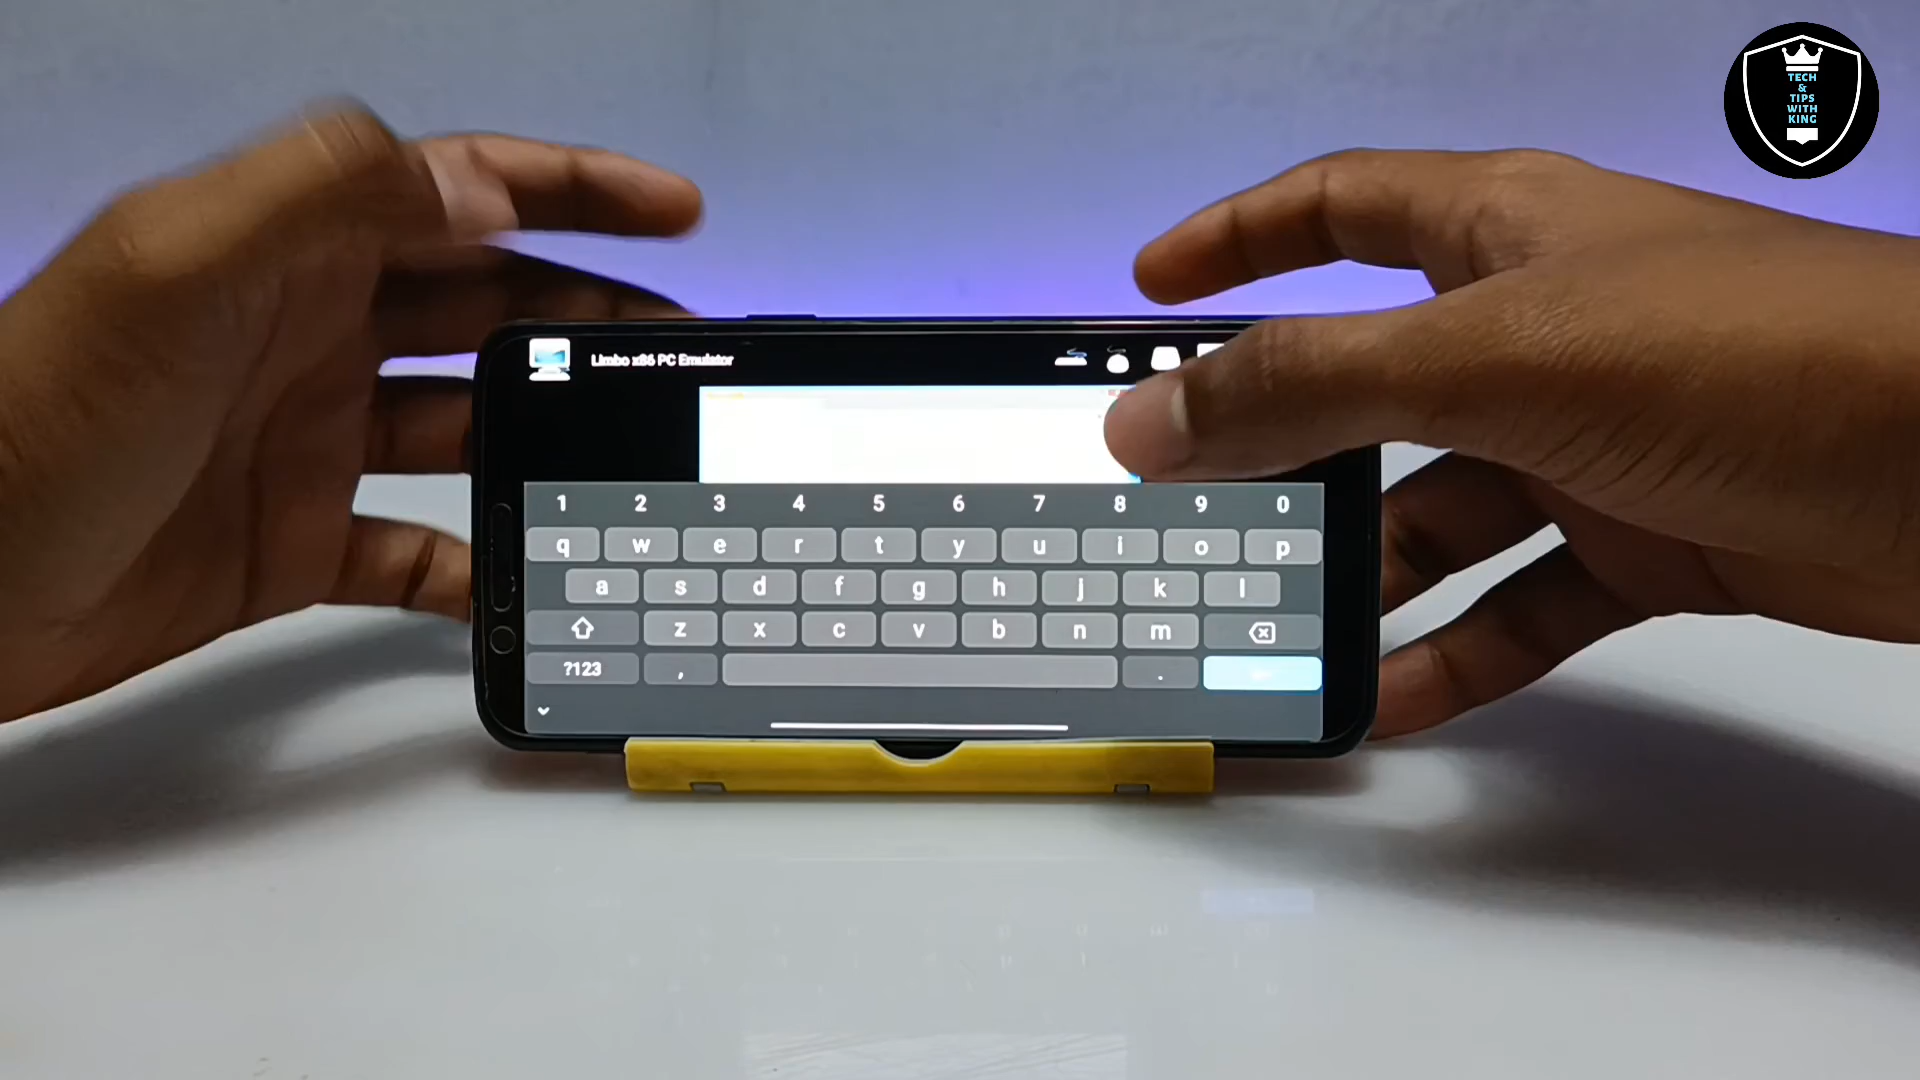 TECH
&
TIPS
WITH
KING
Limbo x86 PC Emulator
1 2 3 4 5 6 7 8 9 0
q w e r t y u i o p
a s d f g h j k l
z x c v b n m
?123 , .